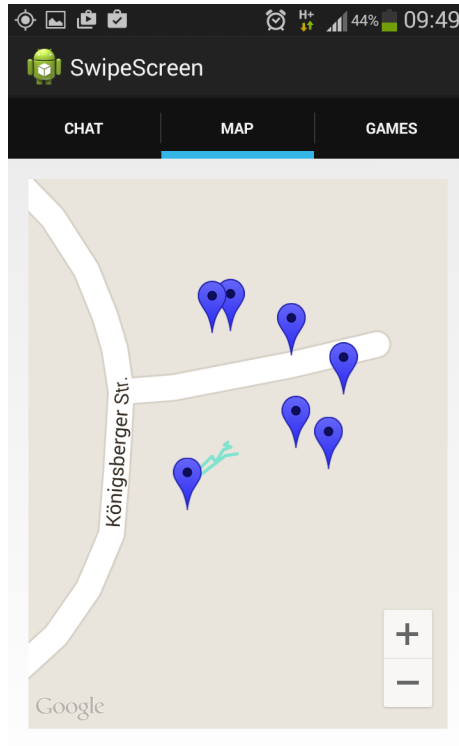 H+
44%
09:49
SwipeScreen
CHAT
MAP
GAMES
Königsberger Str.
+
−
Google